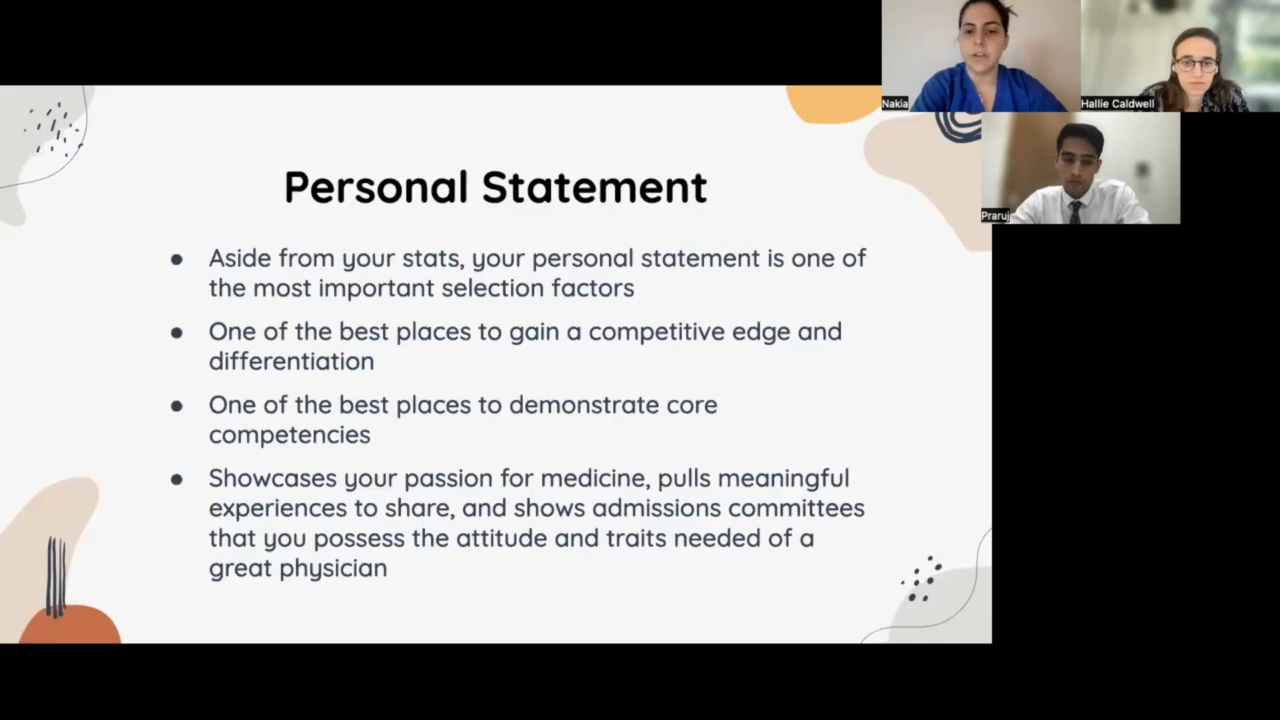 Nakia
Hallie Caldwell
Praruj
Personal Statement
● Aside from your stats, your personal statement is one of
the most important selection factors
● One of the best places to gain a competitive edge and
differentiation
● One of the best places to demonstrate core
competencies
● Showcases your passion for medicine, pulls meaningful
experiences to share, and shows admissions committees
that you possess the attitude and traits needed of a
great physician